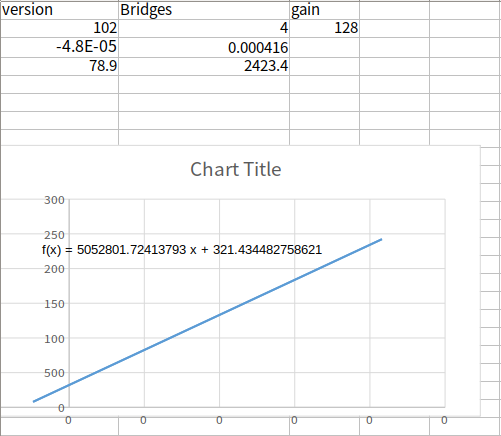 version Bridges gain
102 4 128
-4.8E-05 0.000416
78.9 2423.4
Chart Title
300
250
f(x) = 5052801.72413793 x + 321.434482758621
200
150
100
500
0
0 0 0 0 0 0